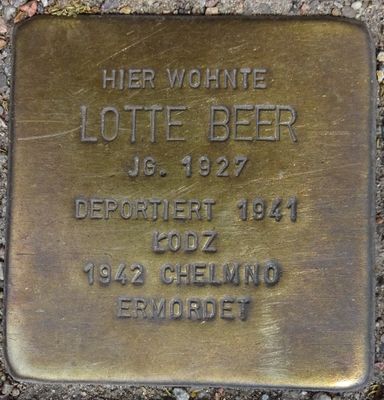 HIER WOHNTE
LOTTE BEER
JG. 1927
DEPORTIERT 1941
ŁODZ
1942 CHELMNO
ERMORDET